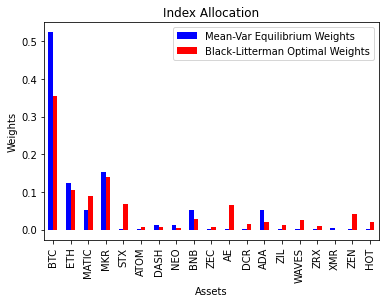 Index Allocation
Mean-Var Equilibrium Weights
Black-Litterman Optimal Weights
Weights
0.5
0.4
0.3
0.2
0.1
0.0
BTC
ETH
MATIC
MKR
STX
ATOM
DASH
NEO
BNB
ZEC
AE
DCR
ADA
ZIL
WAVES
ZRX
XMR
ZEN
HOT
Assets